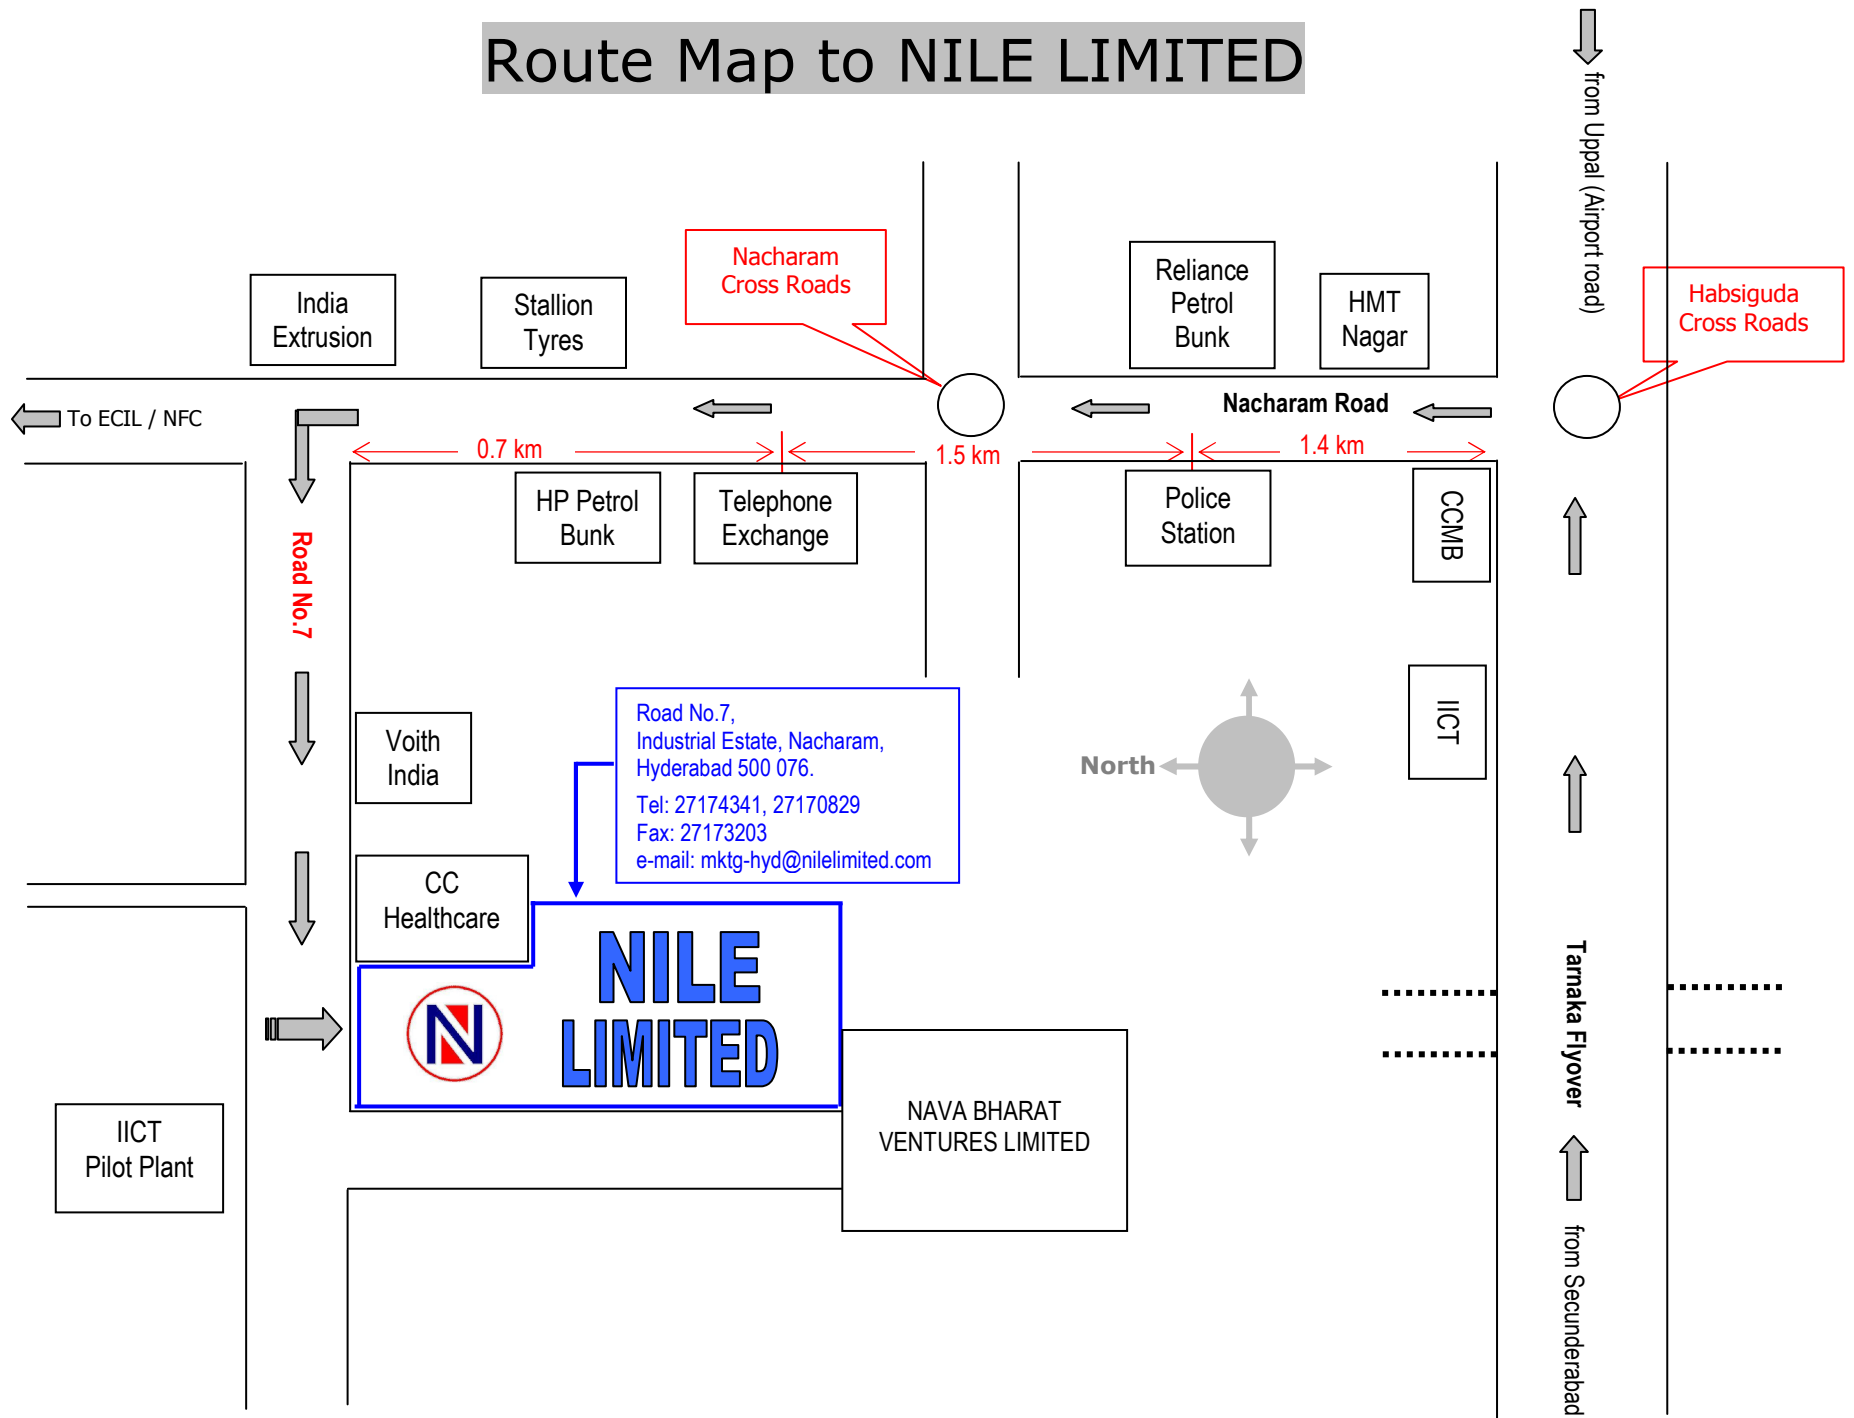 Route Map to NILE LIMITED
from Uppal (Airport road)
Nacharam
Cross Roads
Reliance
Petrol
Bunk
HMT
Nagar
Habsiguda
Cross Roads
India
Extrusion
Stallion
Tyres
To ECIL / NFC
Nacharam Road
0.7 km
1.5 km
1.4 km
HP Petrol
Bunk
Telephone
Exchange
Police
Station
CCMB
Road No.7
IICT
Voith
India
Road No.7,
Industrial Estate, Nacharam,
Hyderabad 500 076.
Tel: 27174341, 27170829
Fax: 27173203
e-mail: mktg-hyd@nilelimited.com
North
CC
Healthcare
NILE
LIMITED
N
Tarnaka Flyover
NAVA BHARAT
VENTURES LIMITED
IICT
Pilot Plant
from Secunderabad